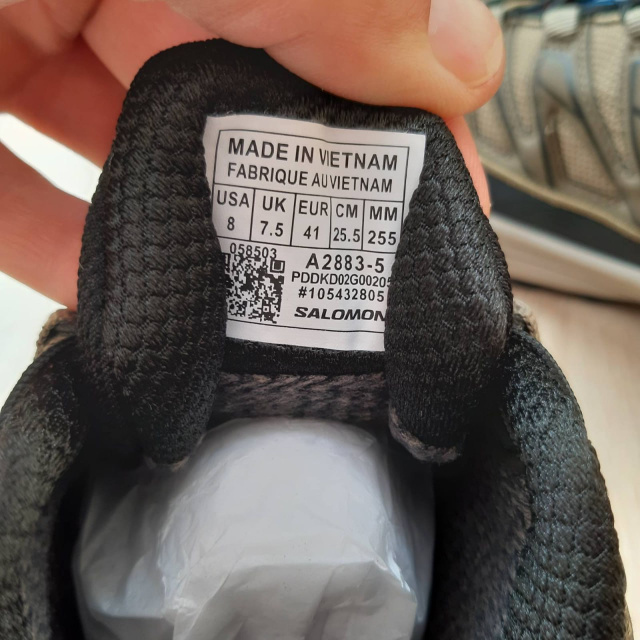 MADE IN VIETNAM
FABRIQUE AU VIETNAM
USA UK EUR CM MM
8 7.5 41 25.5 255
058503
A2883-5
PDDKD02G00205
#105432805
SALOMON